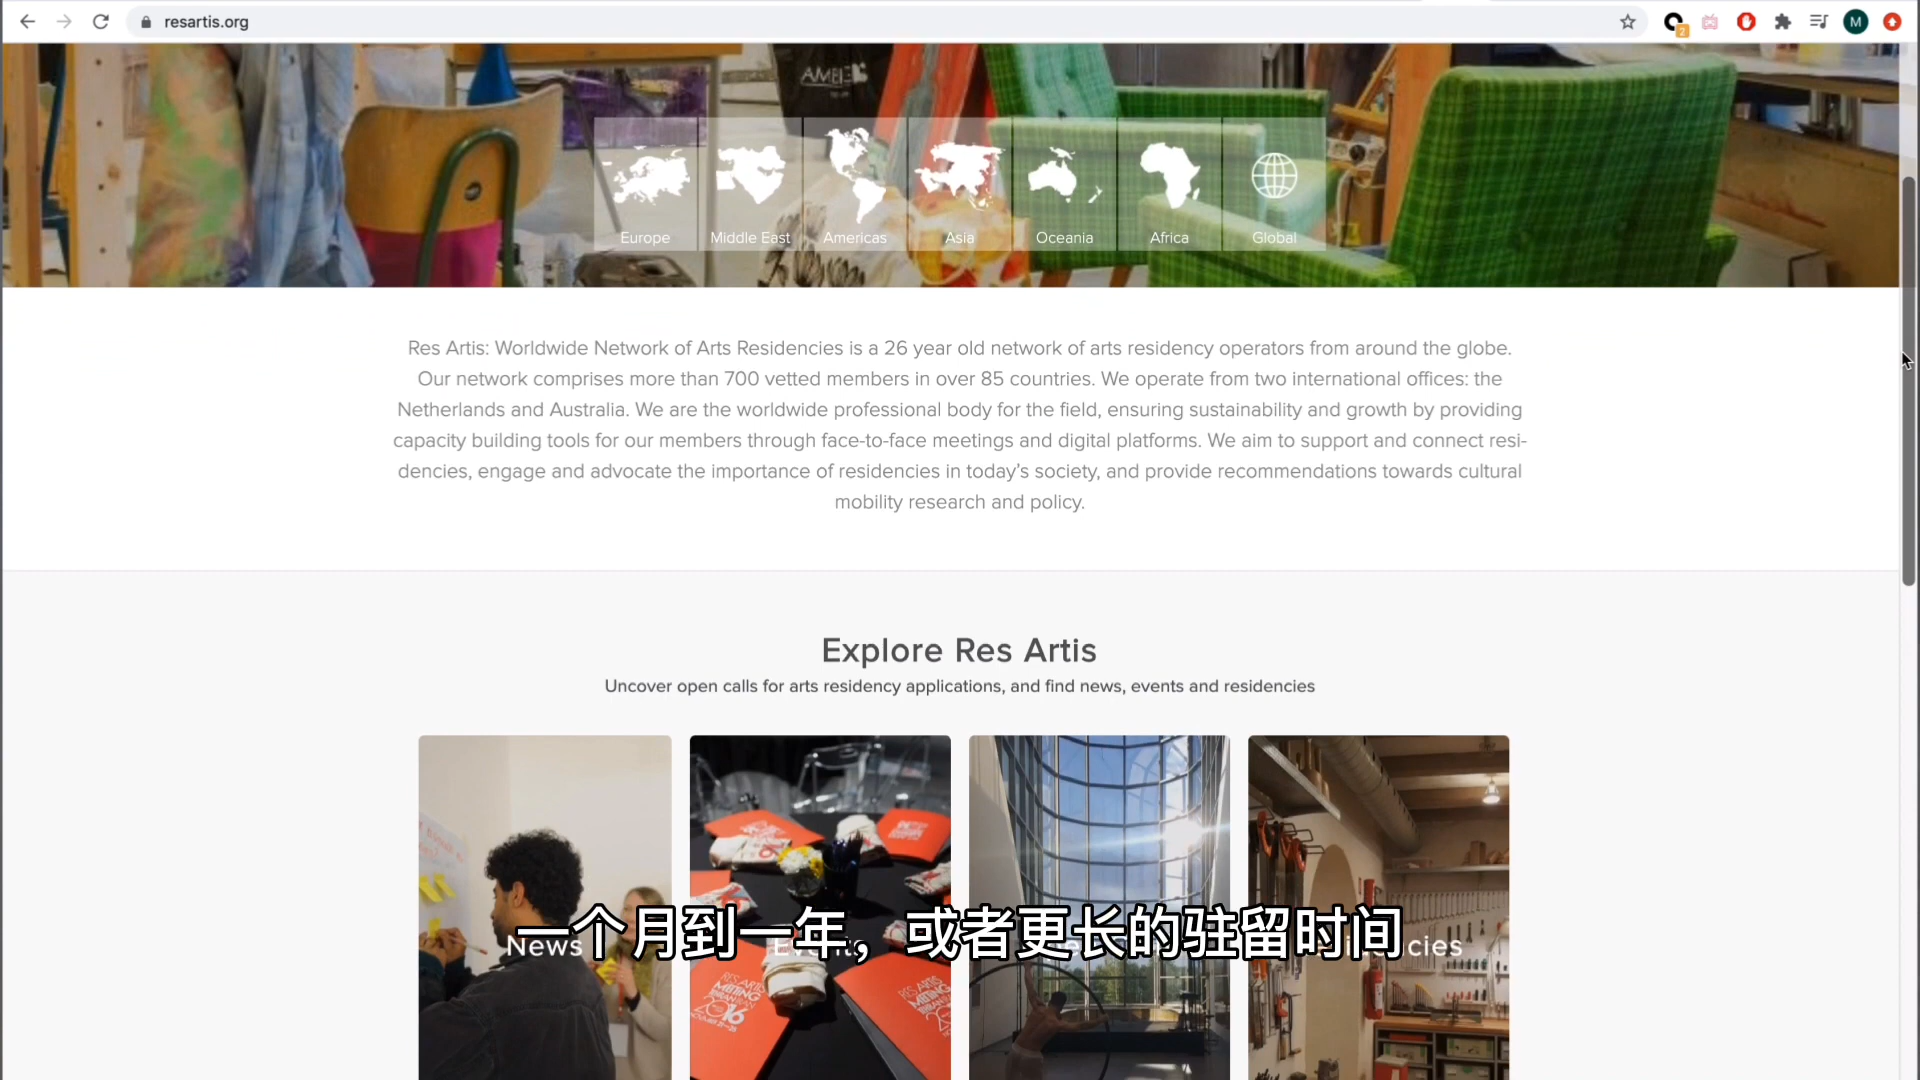 resartis.org
2
M
AMBIE
Europe
Middle East
Americas
Asia
Oceania
Africa
Global
Res Artis: Worldwide Network of Arts Residencies is a 26 year old network of arts residency operators from around the globe.
Our network comprises more than 700 vetted members in over 85 countries. We operate from two international offices: the
Netherlands and Australia. We are the worldwide professional body for the field, ensuring sustainability and growth by providing
capacity building tools for our members through face-to-face meetings and digital platforms. We aim to support and connect resi-
dencies, engage and advocate the importance of residencies in today's society, and provide recommendations towards cultural
mobility research and policy.
Explore Res Artis
Uncover open calls for arts residency applications, and find news, events and residencies
News
一个月到一年，或者更长的驻留时间
RES ARTIS
MEETING
2016